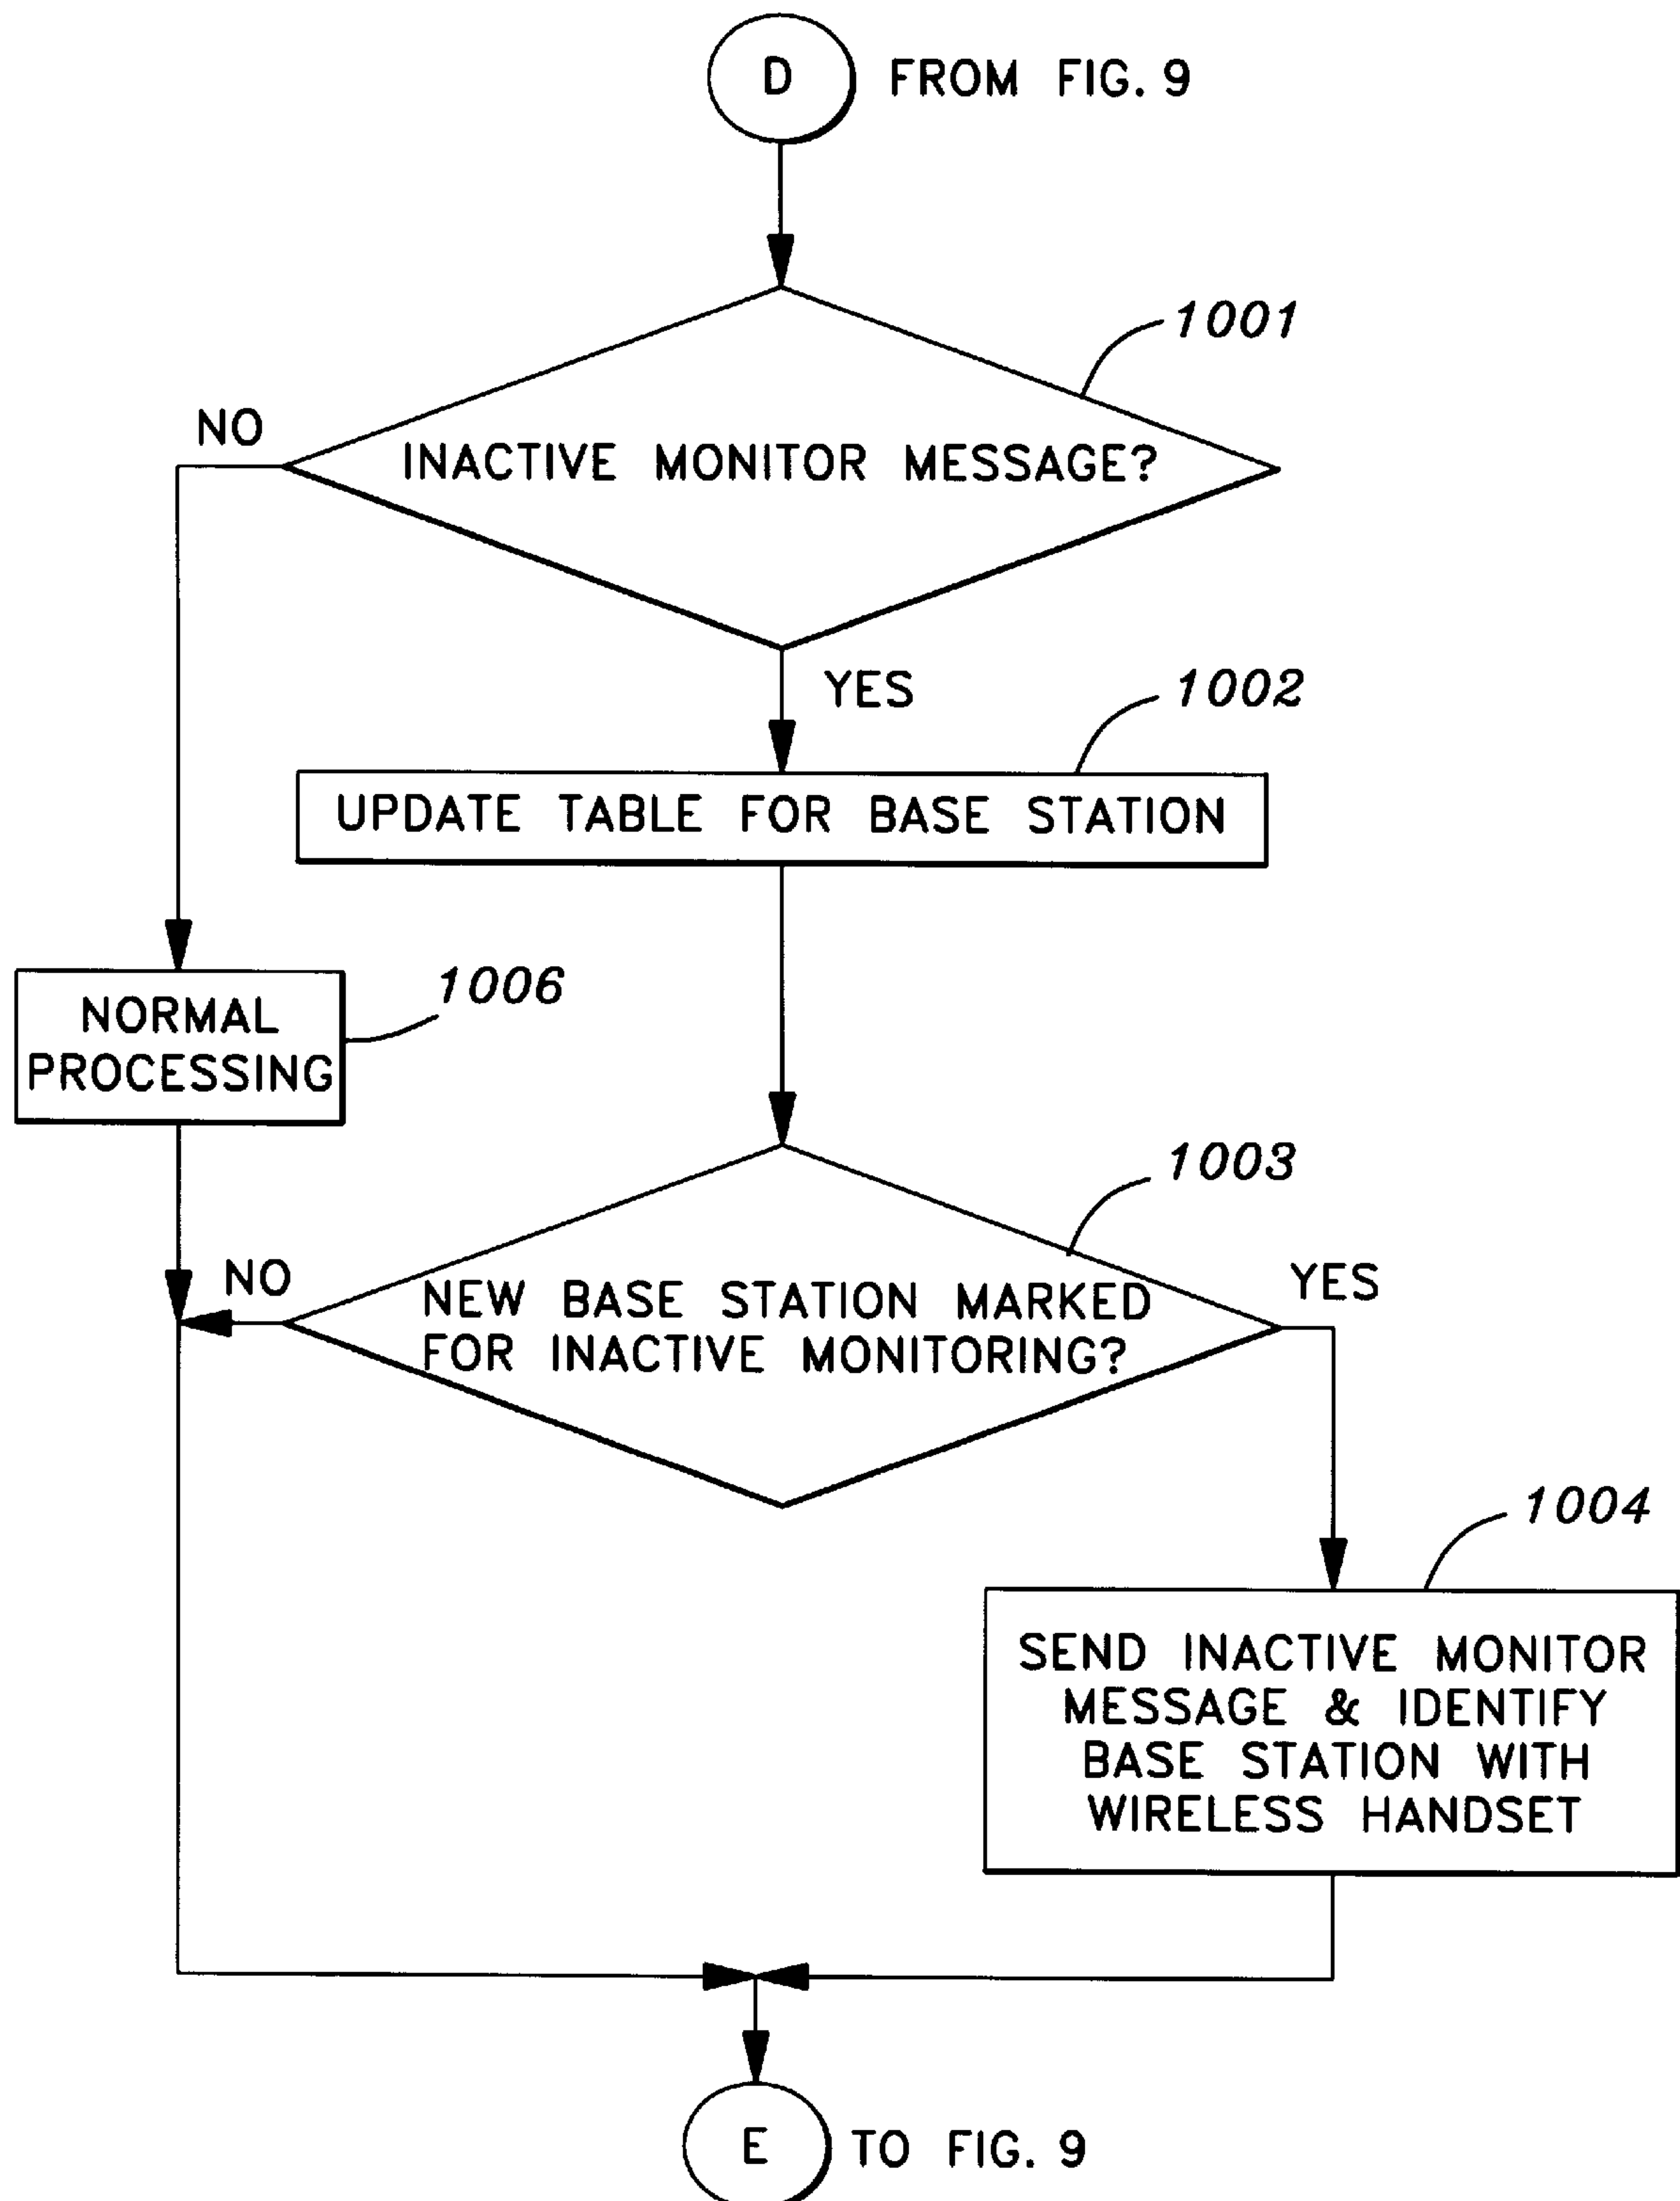 D FROM FIG. 9
1001
NO
INACTIVE MONITOR MESSAGE?
YES
1002
UPDATE TABLE FOR BASE STATION
1006
NORMAL
PROCESSING
1003
NO
YES
NEW BASE STATION MARKED
FOR INACTIVE MONITORING?
1004
SEND INACTIVE MONITOR
MESSAGE & IDENTIFY
BASE STATION WITH
WIRELESS HANDSET
E TO FIG. 9